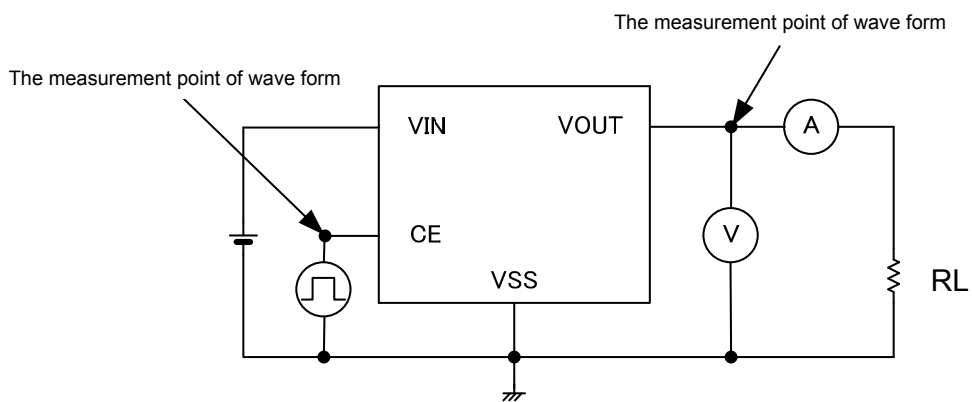 The measurement point of wave form
The measurement point of wave form
VIN
VOUT
A
CE
V
VSS
RL